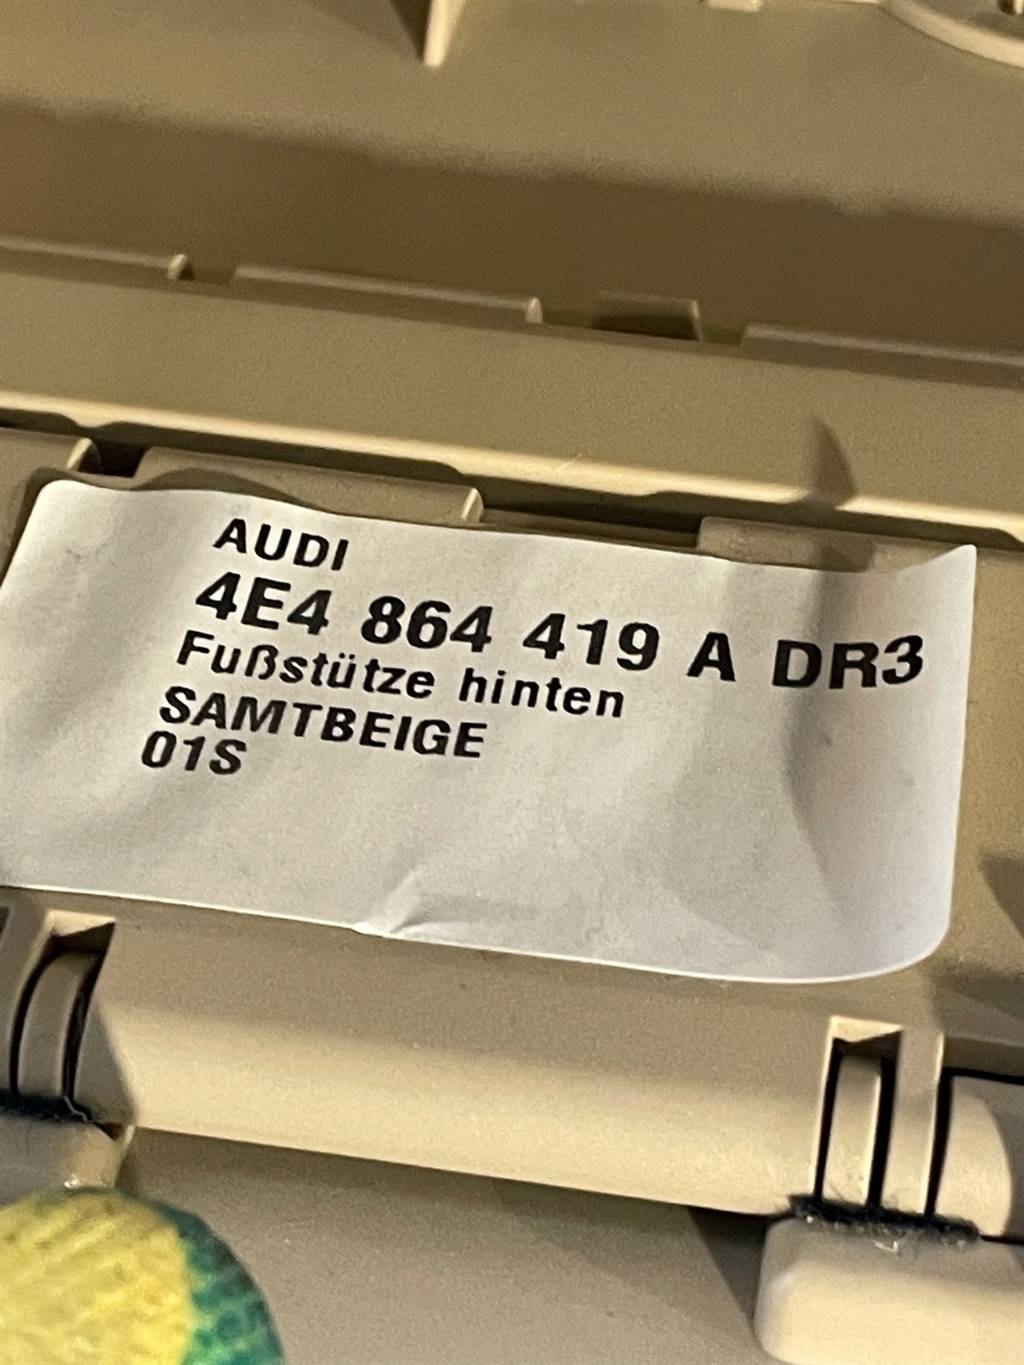 AUDI
4E4 864 419 A DR3
Fußstütze hinten
SAMTBEIGE
01S